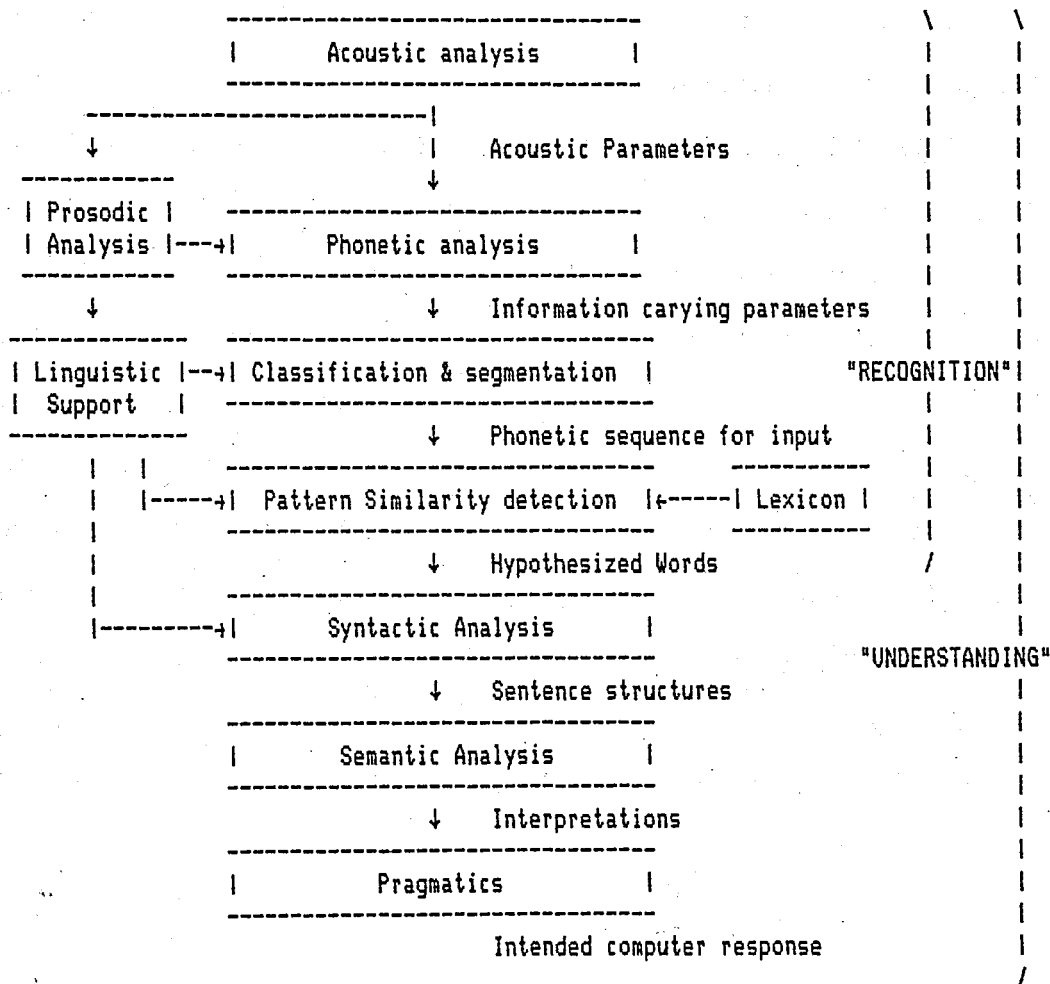 Acoustic analysis
Acoustic Parameters
Prosodic
Analysis Phonetic analysis
Information carying parameters
Linguistic Classification & segmentation "RECOGNITION"
Support
Phonetic sequence for input
Pattern Similarity detection Lexicon
Hypothesized Words
Syntactic Analysis
"UNDERSTANDING"
Sentence structures
Semantic Analysis
Interpretations
Pragmatics
Intended computer response